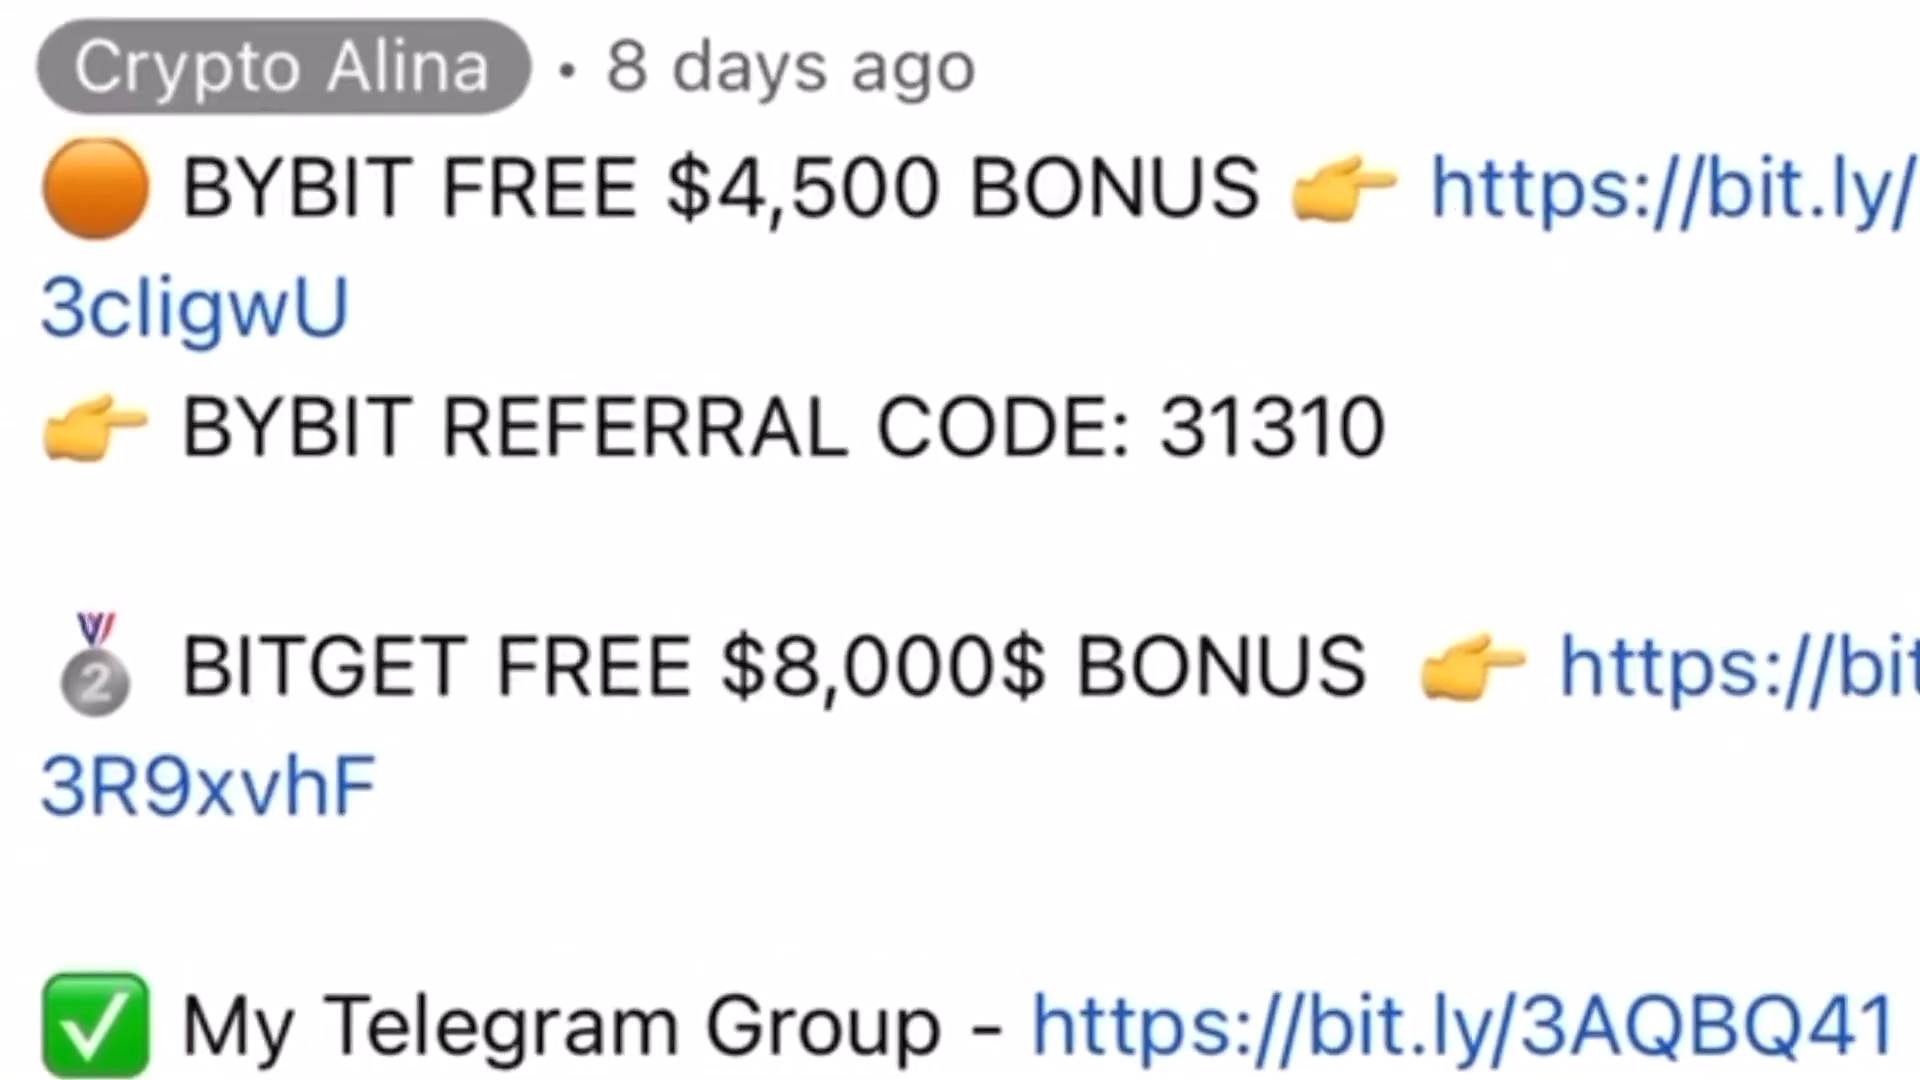 Crypto Alina • 8 days ago
🟠 BYBIT FREE $4,500 BONUS 👉 https://bit.ly/
3cIigwU
👉 BYBIT REFERRAL CODE: 31310
🥈 BITGET FREE $8,000$ BONUS 👉 https://bit
3R9xvhF
✅ My Telegram Group - https://bit.ly/3AQBQ41